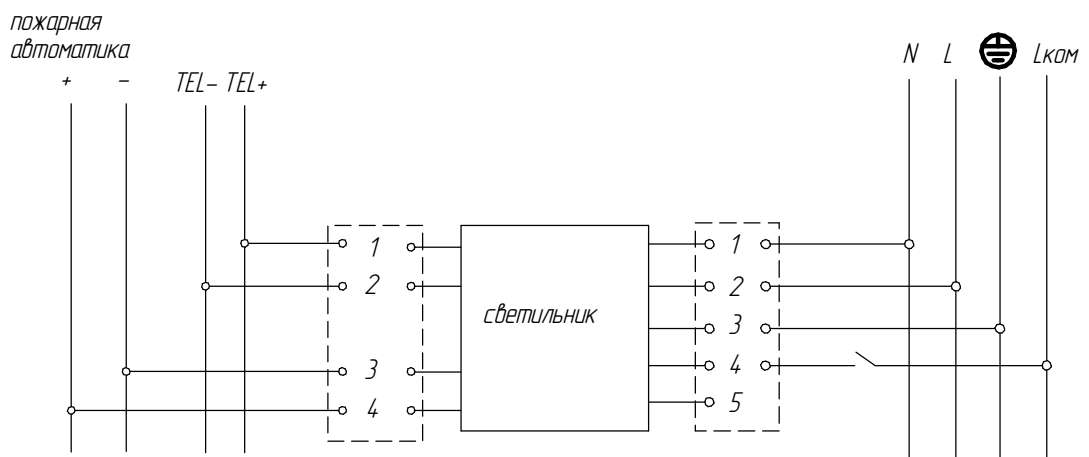 пожарная
автоматика
+ − TEL− TEL+
N L Lком
1
2
3
4
светильник
1
2
3
4
5